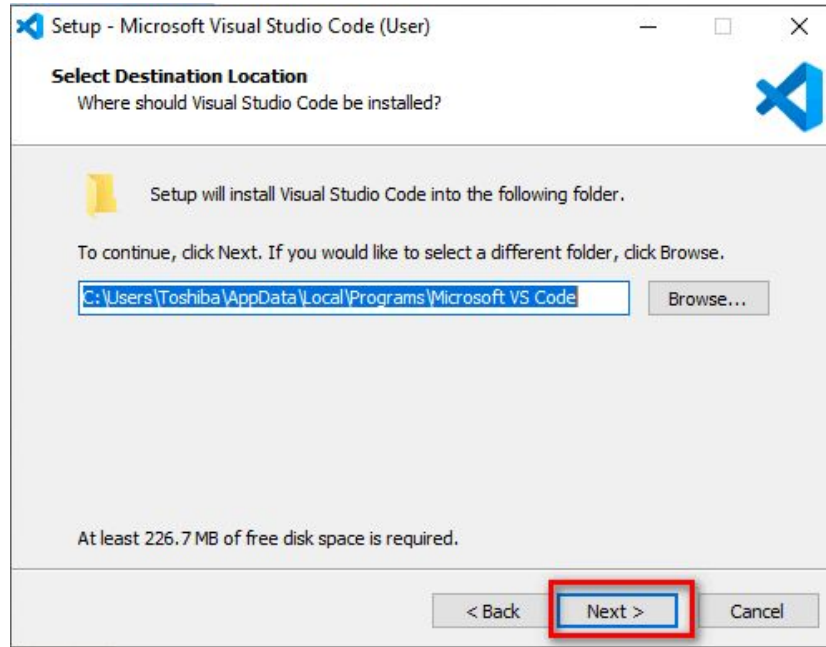 Setup - Microsoft Visual Studio Code (User)
Select Destination Location
Where should Visual Studio Code be installed?
Setup will install Visual Studio Code into the following folder.
To continue, click Next. If you would like to select a different folder, click Browse.
C:\Users\Toshiba\AppData\Local\Programs\Microsoft VS Code
Browse...
At least 226.7 MB of free disk space is required.
< Back
Next >
Cancel